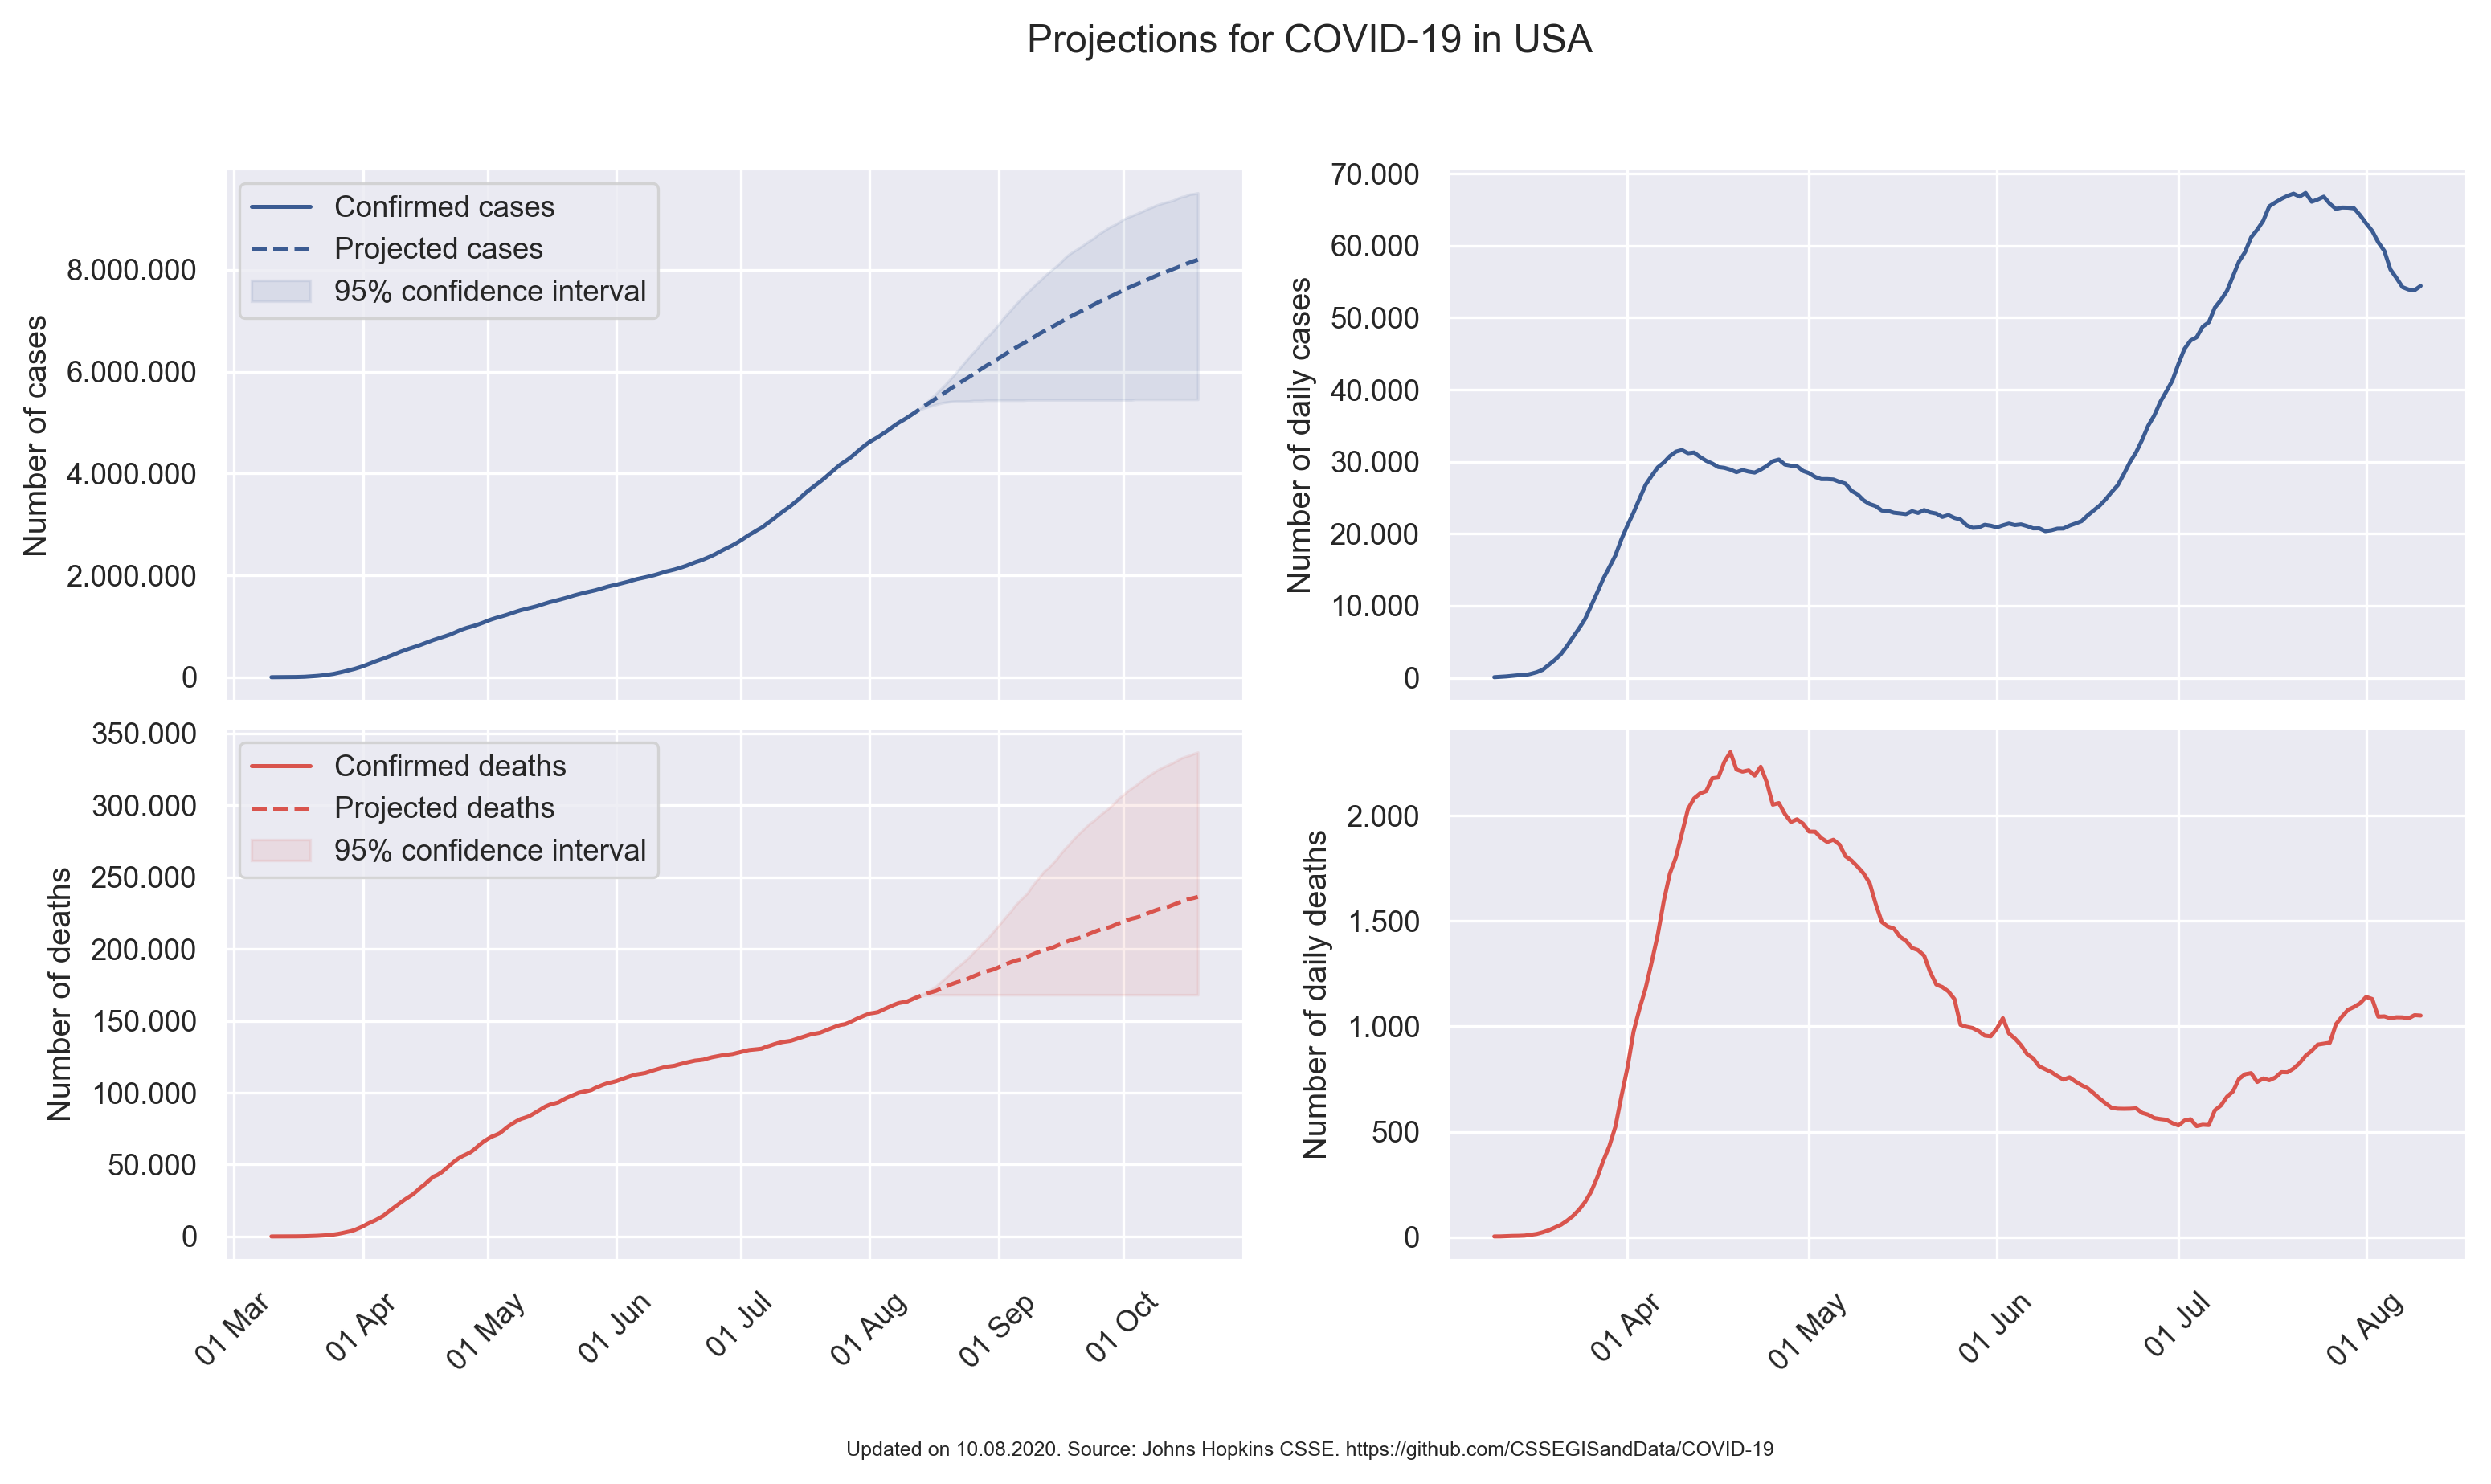 Projections for COVID-19 in USA
Confirmed cases
Projected cases
95% confidence interval
Number of cases
8.000.000
6.000.000
4.000.000
2.000.000
0
Number of daily cases
70.000
60.000
50.000
40.000
30.000
20.000
10.000
0
Confirmed deaths
Projected deaths
95% confidence interval
Number of deaths
350.000
300.000
250.000
200.000
150.000
100.000
50.000
0
01 Mar
01 Apr
01 May
01 Jun
01 Jul
01 Aug
01 Sep
01 Oct
Number of daily deaths
2.000
1.500
1.000
500
0
01 Apr
01 May
01 Jun
01 Jul
01 Aug
Updated on 10.08.2020. Source: Johns Hopkins CSSE. https://github.com/CSSEGISandData/COVID-19